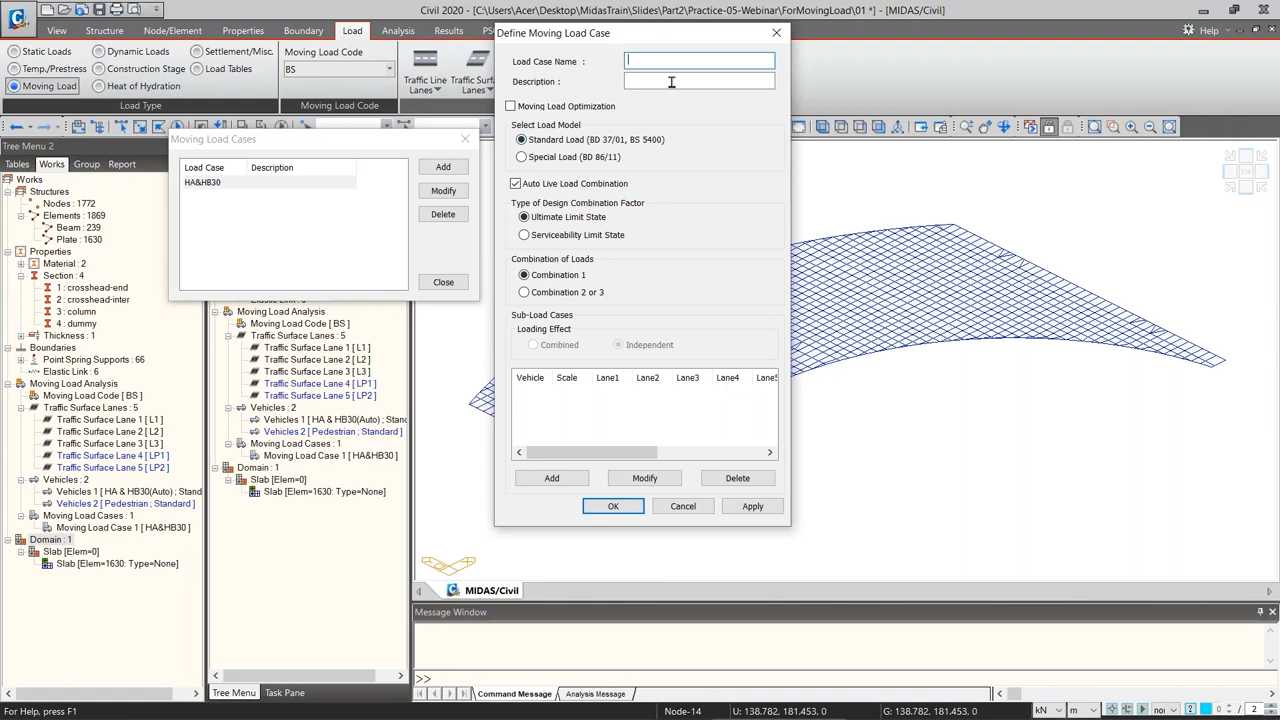 Civil 2020 - [C:\Users\Acer\Desktop\MidasTrain\Slides\Part2\Practice-05-Webinar\ForMovingLoad\01 *] - [MIDAS/Civil]
View Structure Node/Element Properties Boundary Load Analysis Results PS Help
Static Loads Dynamic Loads Settlement/Misc. Moving Load Code
Temp./Prestress Construction Stage Load Tables BS
Moving Load Heat of Hydration Traffic Line Lanes Traffic Surface Lanes
Load Type Moving Load Code
Tree Menu 2
Tables Works Group Report
Works
Structures
Nodes : 1772
Elements : 1869
Beam : 239
Plate : 1630
Properties
Material : 2
Section : 4
1 : crosshead-end
2 : crosshead-inter
3 : column
4 : dummy
Thickness : 1
Boundaries
Point Spring Supports : 66
Elastic Link : 6
Moving Load Analysis
Moving Load Code [ BS ]
Traffic Surface Lanes : 5
Traffic Surface Lane 1 [ L1 ]
Traffic Surface Lane 2 [ L2 ]
Traffic Surface Lane 3 [ L3 ]
Traffic Surface Lane 4 [ LP1 ]
Traffic Surface Lane 5 [ LP2 ]
Vehicles : 2
Vehicles 1 [ HA & HB30(Auto) ; Stan
Vehicles 2 [ Pedestrian ; Standard ]
Moving Load Cases : 1
Moving Load Case 1 [ HA&HB30 ]
Domain : 1
Slab [Elem=0]
Slab [Elem=1630: Type=None]
Moving Load Cases
Load Case Description
HA&HB30
Add
Modify
Delete
Close
Moving Load Analysis
Moving Load Code [ BS ]
Traffic Surface Lanes : 5
Traffic Surface Lane 1 [ L1 ]
Traffic Surface Lane 2 [ L2 ]
Traffic Surface Lane 3 [ L3 ]
Traffic Surface Lane 4 [ LP1 ]
Traffic Surface Lane 5 [ LP2 ]
Vehicles : 2
Vehicles 1 [ HA & HB30(Auto) ; Stand
Vehicles 2 [ Pedestrian ; Standard ]
Moving Load Cases : 1
Moving Load Case 1 [ HA&HB30 ]
Domain : 1
Slab [Elem=0]
Slab [Elem=1630: Type=None]
Tree Menu Task Pane
Define Moving Load Case
Load Case Name :
Description :
Moving Load Optimization
Select Load Model
Standard Load (BD 37/01, BS 5400)
Special Load (BD 86/11)
Auto Live Load Combination
Type of Design Combination Factor
Ultimate Limit State
Serviceability Limit State
Combination of Loads
Combination 1
Combination 2 or 3
Sub-Load Cases
Loading Effect
Combined Independent
Vehicle Scale Lane1 Lane2 Lane3 Lane4 Lane5
Add Modify Delete
OK Cancel Apply
MIDAS/Civil
Message Window
>>
Command Message Analysis Message
For Help, press F1 Node-14 U: 138.782, 181.453, 0 G: 138.782, 181.453, 0 kN m non / 2